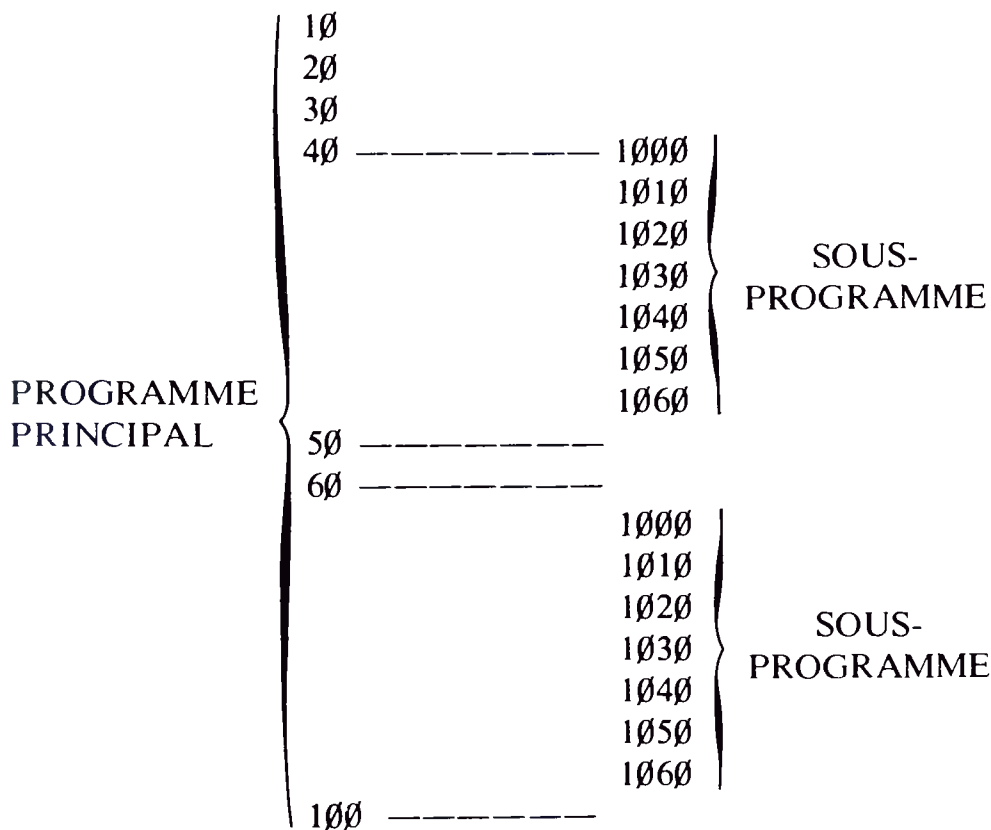 1Ø
2Ø
3Ø
4Ø ――――――― 1ØØØ
1Ø1Ø
1Ø2Ø
1Ø3Ø
1Ø4Ø
1Ø5Ø
1Ø6Ø
SOUS-
PROGRAMME
PROGRAMME
PRINCIPAL
5Ø ―――――――
6Ø ―――――――
1ØØØ
1Ø1Ø
1Ø2Ø
1Ø3Ø
1Ø4Ø
1Ø5Ø
1Ø6Ø
SOUS-
PROGRAMME
1ØØ ―――――――